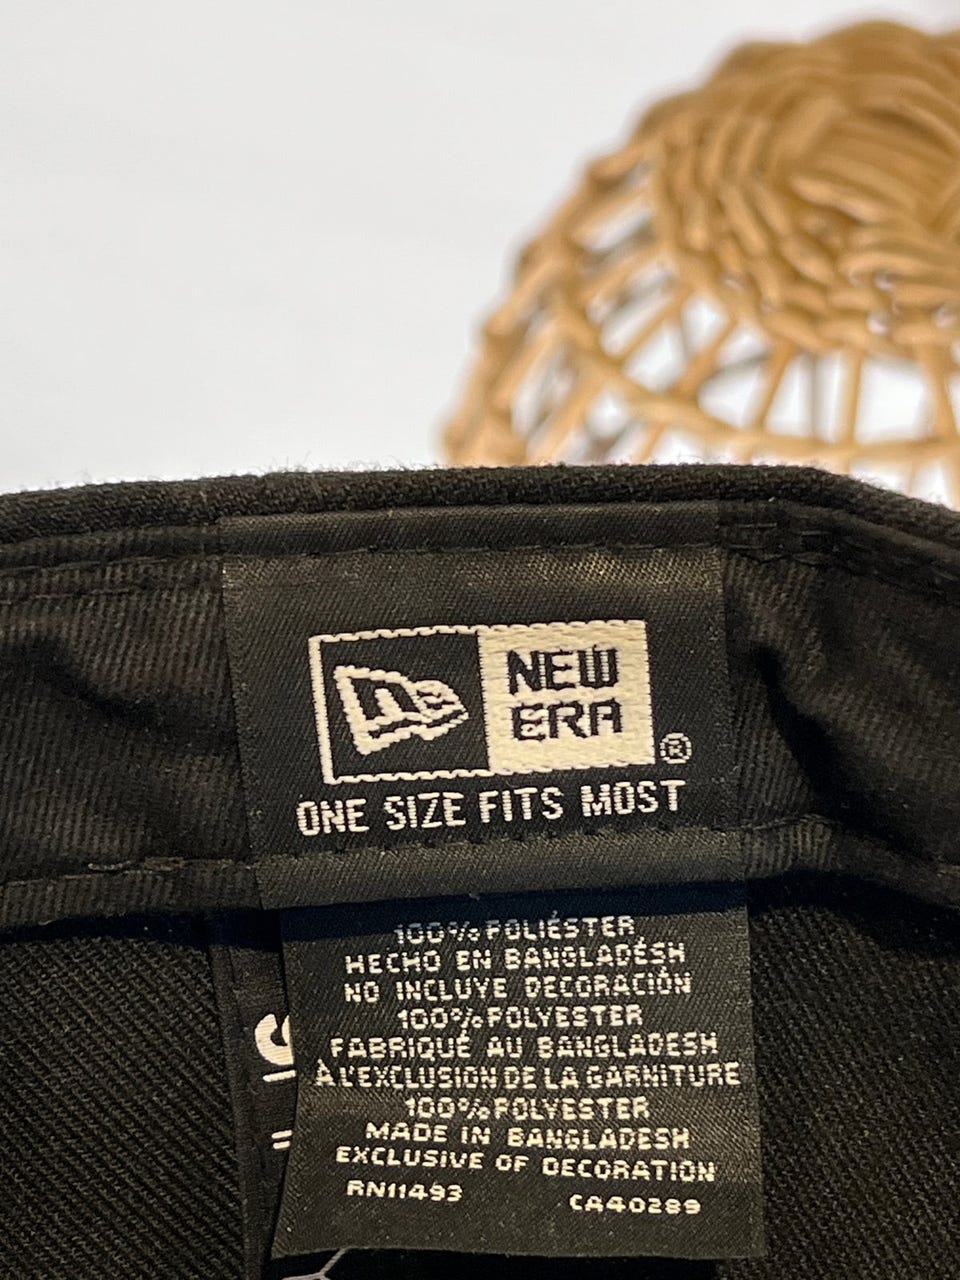 NEW
ERA
®
ONE SIZE FITS MOST
100% POLIÉSTER
HECHO EN BANGLADÉSH
NO INCLUYE DECORACIÓN
100% POLYESTER
FABRIQUÉ AU BANGLADESH
À L'EXCLUSION DE LA GARNITURE
100% POLYESTER
MADE IN BANGLADESH
EXCLUSIVE OF DECORATION
RN11493 CA40289